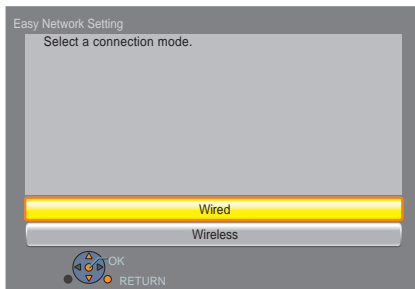 Easy Network Setting
Select a connection mode.
Wired
Wireless
OK
RETURN